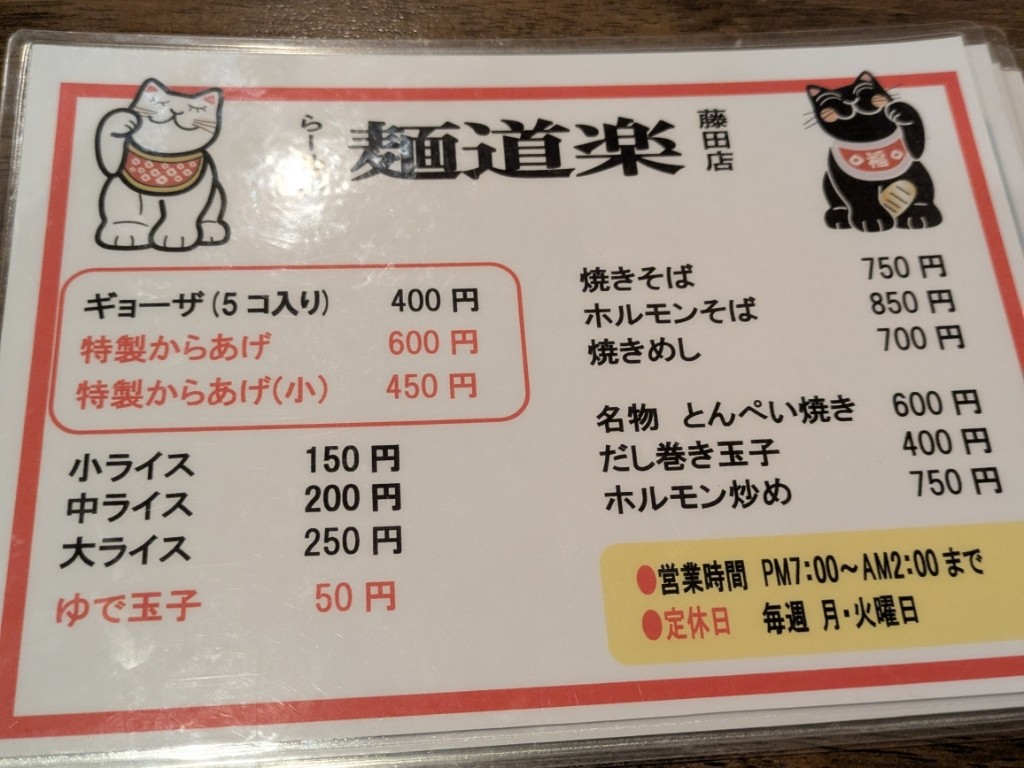 麺道楽
藤田店
福
ギョーザ(5コ入り) 400円
特製からあげ 600円
特製からあげ(小) 450円
小ライス 150円
中ライス 200円
大ライス 250円
ゆで玉子 50円
焼きそば 750円
ホルモンそば 850円
焼きめし 700円
名物 とんぺい焼き 600円
だし巻き玉子 400円
ホルモン炒め 750円
●営業時間 PM7:00～AM2:00まで
●定休日 毎週 月・火曜日